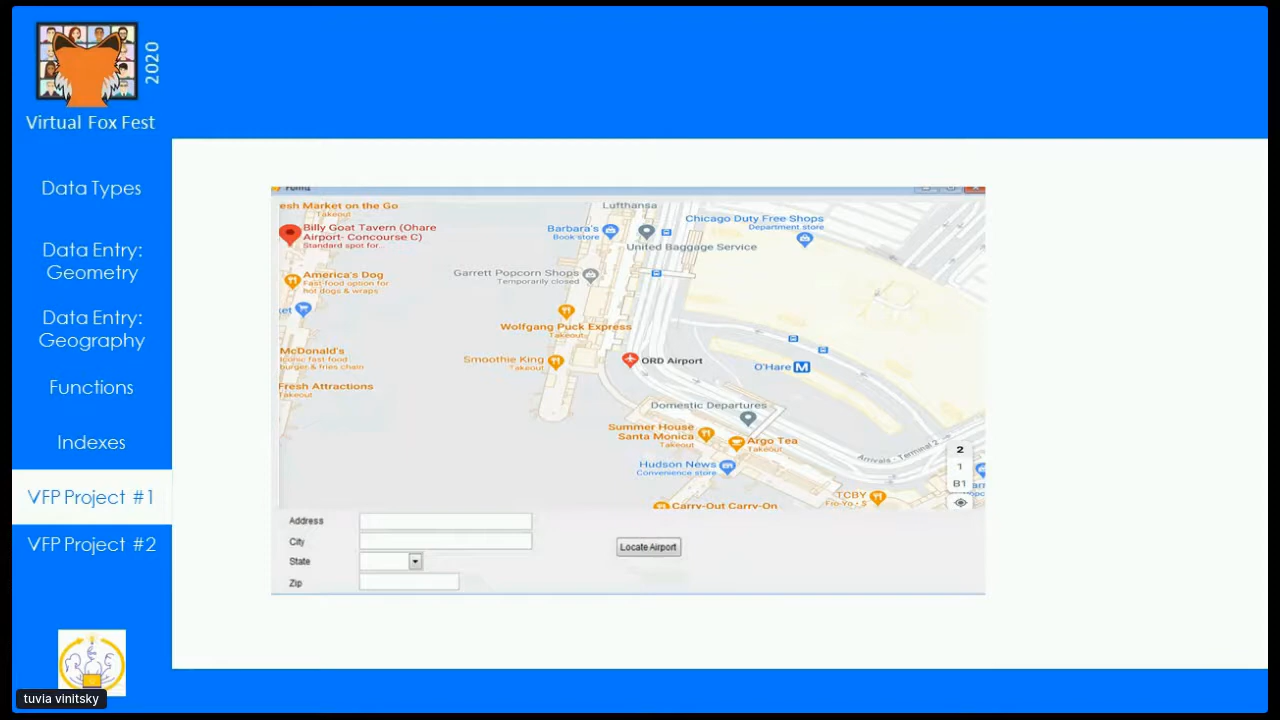 2020
Virtual Fox Fest
Data Types
Data Entry:
Geometry
Data Entry:
Geography
Functions
Indexes
VFP Project #1
VFP Project #2
tuvia vinitsky
esh Market on the Go
Takeout
Billy Goat Tavern (Ohare
Airport- Concourse C)
Standard spot for...
America's Dog
Fast-food option for
hot dogs & wraps
ket
McDonald's
Iconic fast-food
burger & fries chain
Fresh Attractions
Takeout
Lufthansa
Barbara's
Book store
United Baggage Service
Chicago Duty Free Shops
Department store
Garrett Popcorn Shops
Temporarily closed
Wolfgang Puck Express
Takeout
Smoothie King
Takeout
ORD Airport
O'Hare M
Domestic Departures
Summer House
Santa Monica
Takeout
Argo Tea
Takeout
Hudson News
Convenience store
Arrivals - Terminal 2
TCBY
Fro-Yo · $
Carry-Out Carry-On
2
1
B1
Address
City
State
Zip
Locate Airport